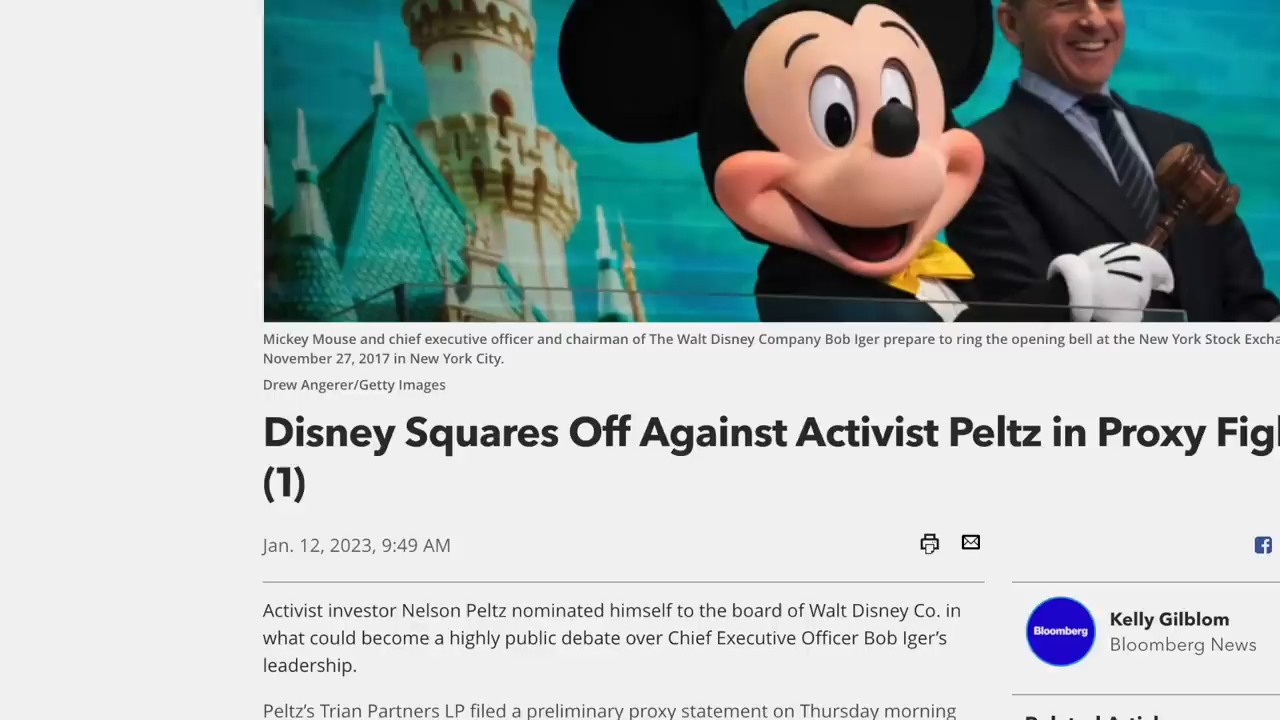 Mickey Mouse and chief executive officer and chairman of The Walt Disney Company Bob Iger prepare to ring the opening bell at the New York Stock
November 27, 2017 in New York City.
Drew Angerer/Getty Images
Disney Squares Off Against Activist Peltz in Proxy
(1)
Jan. 12, 2023, 9:49 AM
Activist investor Nelson Peltz nominated himself to the board of Walt Disney Co. in
what could become a highly public debate over Chief Executive Officer Bob Iger’s
leadership.
Peltz’s Trian Partners LP filed a preliminary proxy statement on Thursday morning
Bloomberg
Kelly Gilblom
Bloomberg News